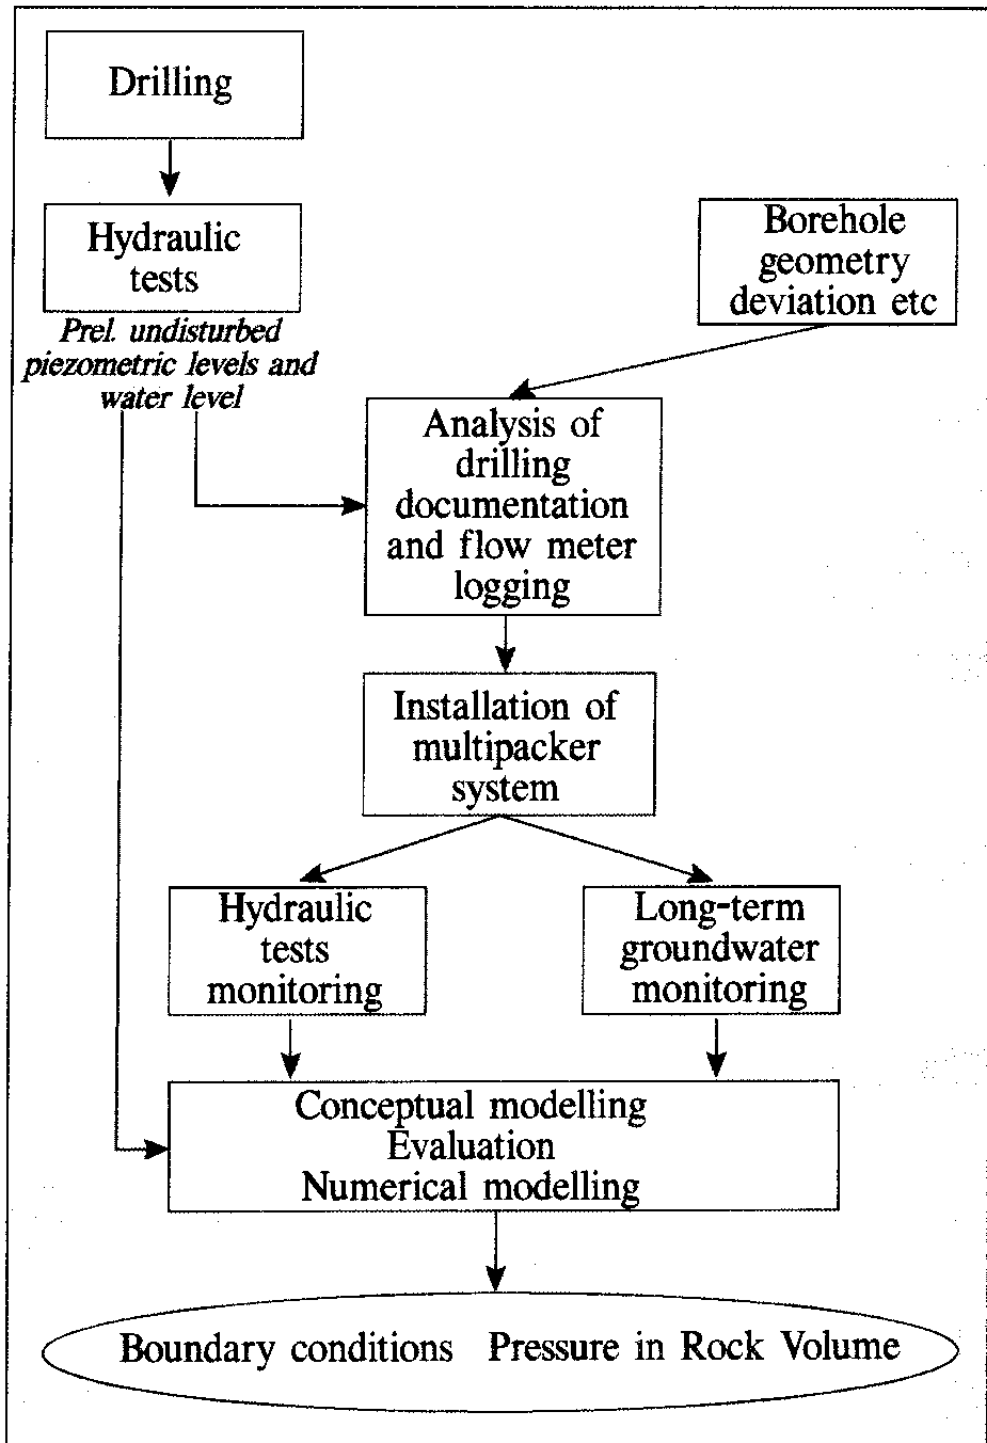 Drilling
Hydraulic
tests
Prel. undisturbed
piezometric levels and
water level
Borehole
geometry
deviation etc
Analysis of
drilling
documentation
and flow meter
logging
Installation of
multipacker
system
Hydraulic
tests
monitoring
Long-term
groundwater
monitoring
Conceptual modelling
Evaluation
Numerical modelling
Boundary conditions Pressure in Rock Volume